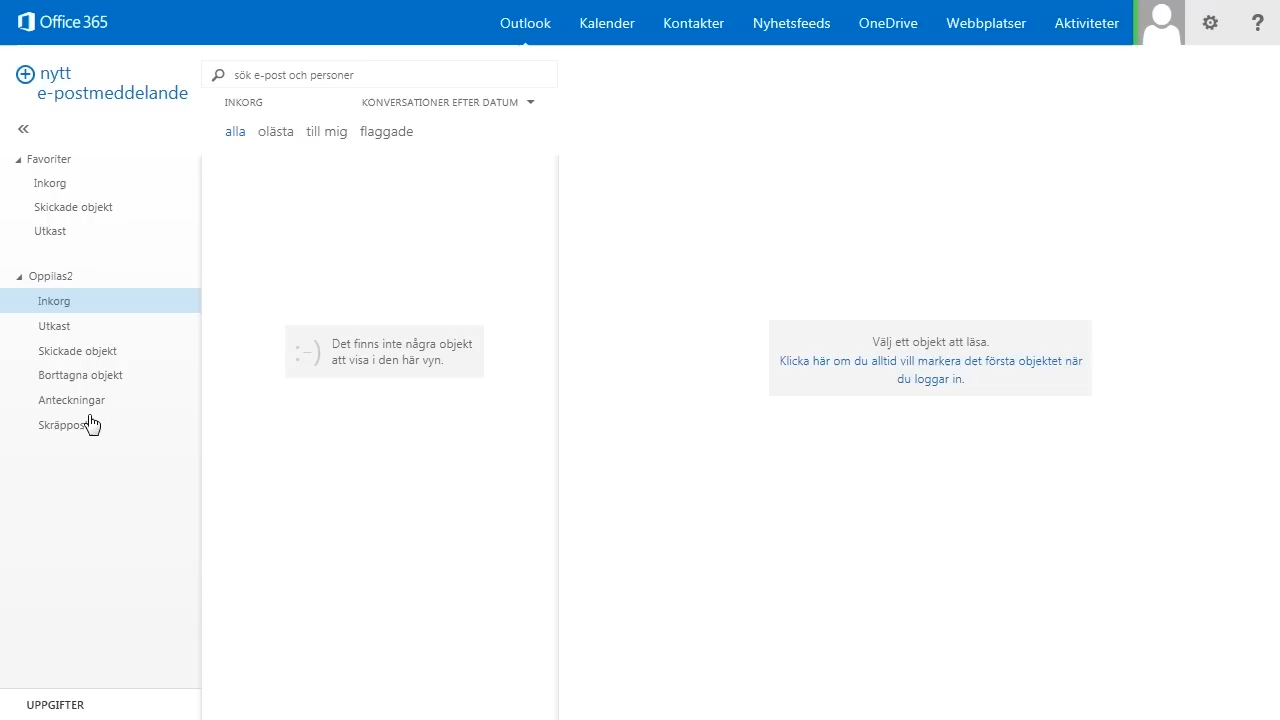 Office 365
Outlook Kalender Kontakter Nyhetsfeeds OneDrive Webbplatser Aktiviteter ?
nytt
e-postmeddelande
sök e-post och personer
INKORG KONVERSATIONER EFTER DATUM
alla olästa till mig flaggade
Favoriter
Inkorg
Skickade objekt
Utkast
Oppilas2
Inkorg
Utkast
Skickade objekt
Borttagna objekt
Anteckningar
Skräppos
:-)
Det finns inte några objekt
att visa i den här vyn.
Välj ett objekt att läsa.
Klicka här om du alltid vill markera det första objektet när
du loggar in.
UPPGIFTER